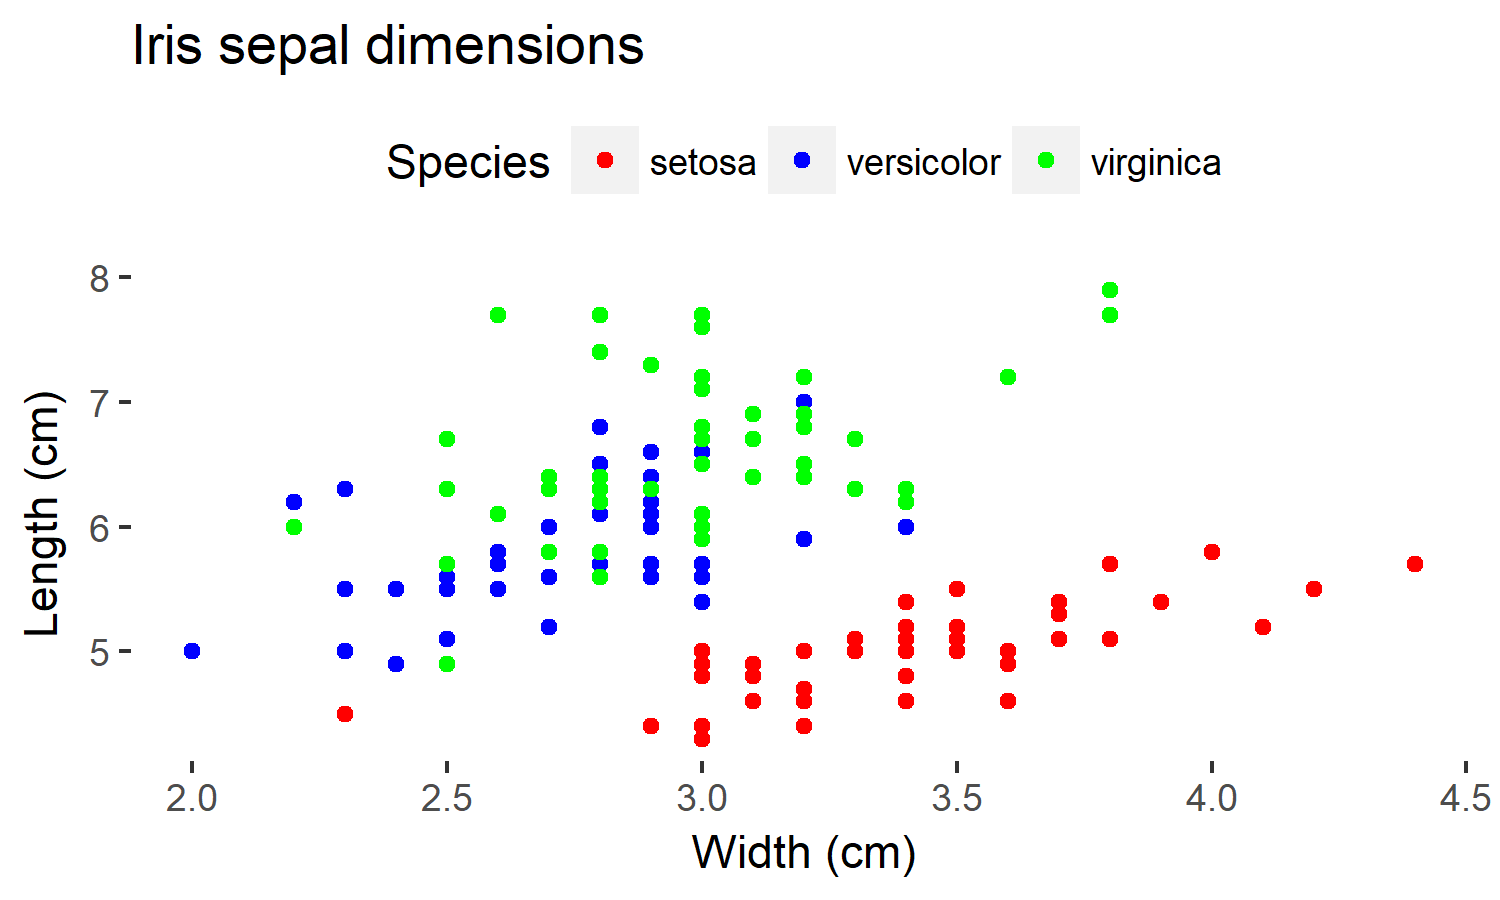 Iris sepal dimensions
Species setosa versicolor virginica
8
7
6
5
Length (cm)
2.0 2.5 3.0 3.5 4.0 4.5
Width (cm)